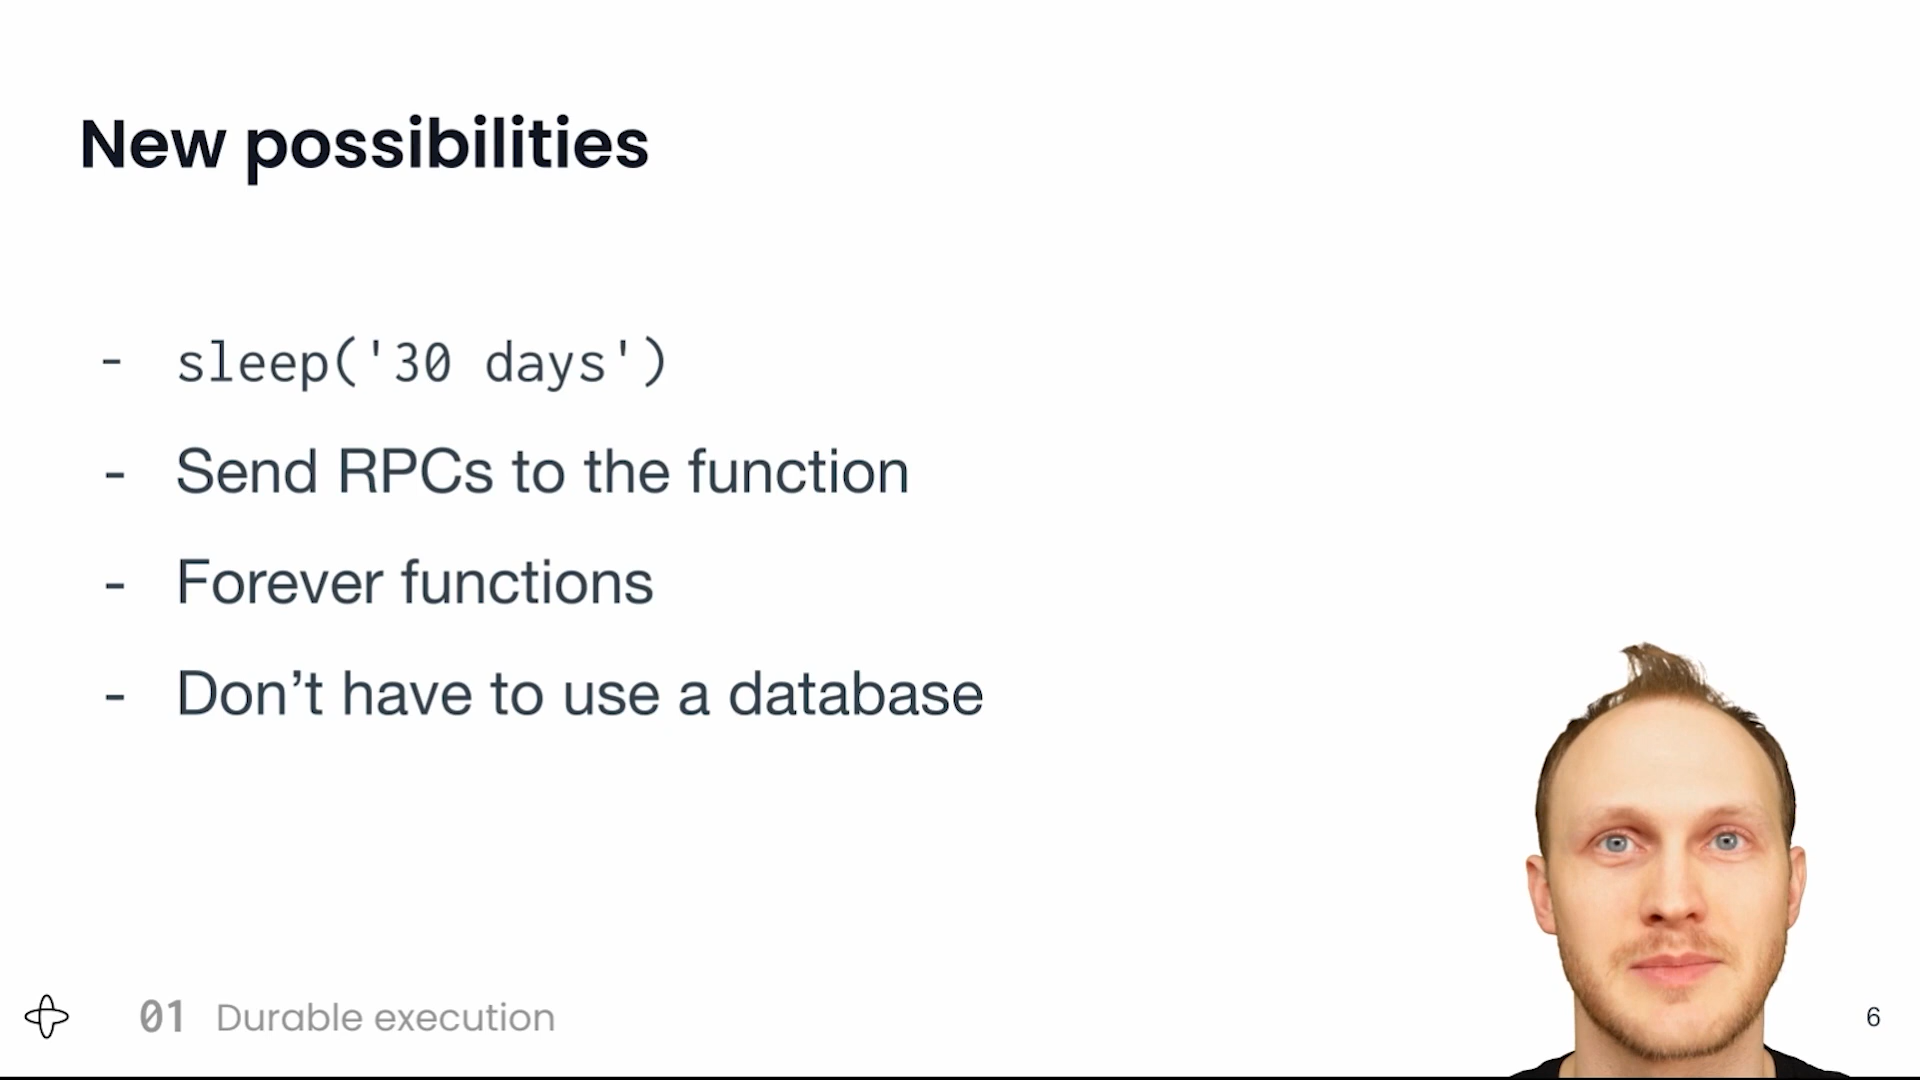 New possibilities
- sleep('30 days')
- Send RPCs to the function
- Forever functions
- Don’t have to use a database
01 Durable execution
6